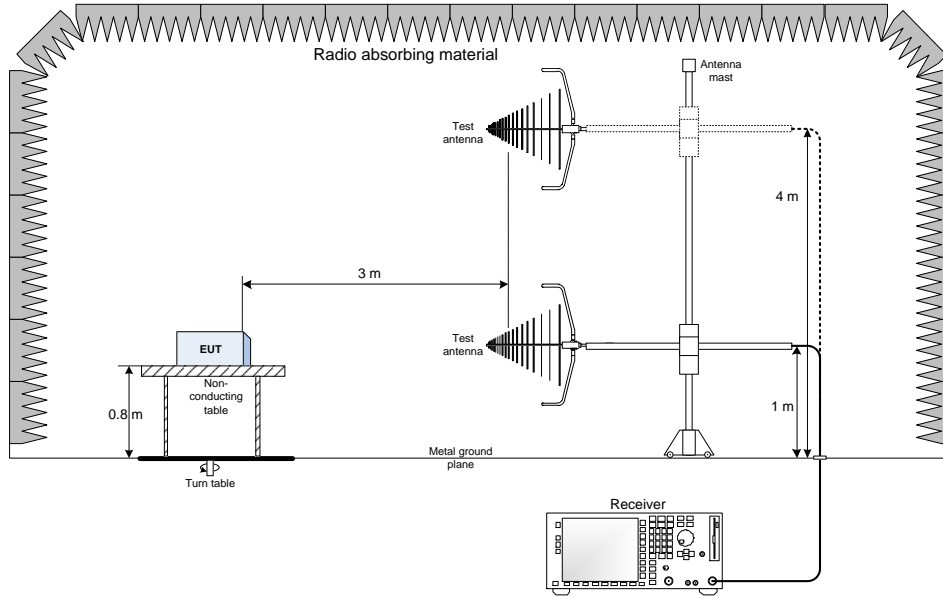 Radio absorbing material
Antenna
mast
Test
antenna
4 m
3 m
Test
antenna
EUT
Non-
conducting
table
0.8 m
1 m
Metal ground
plane
Turn table
Receiver